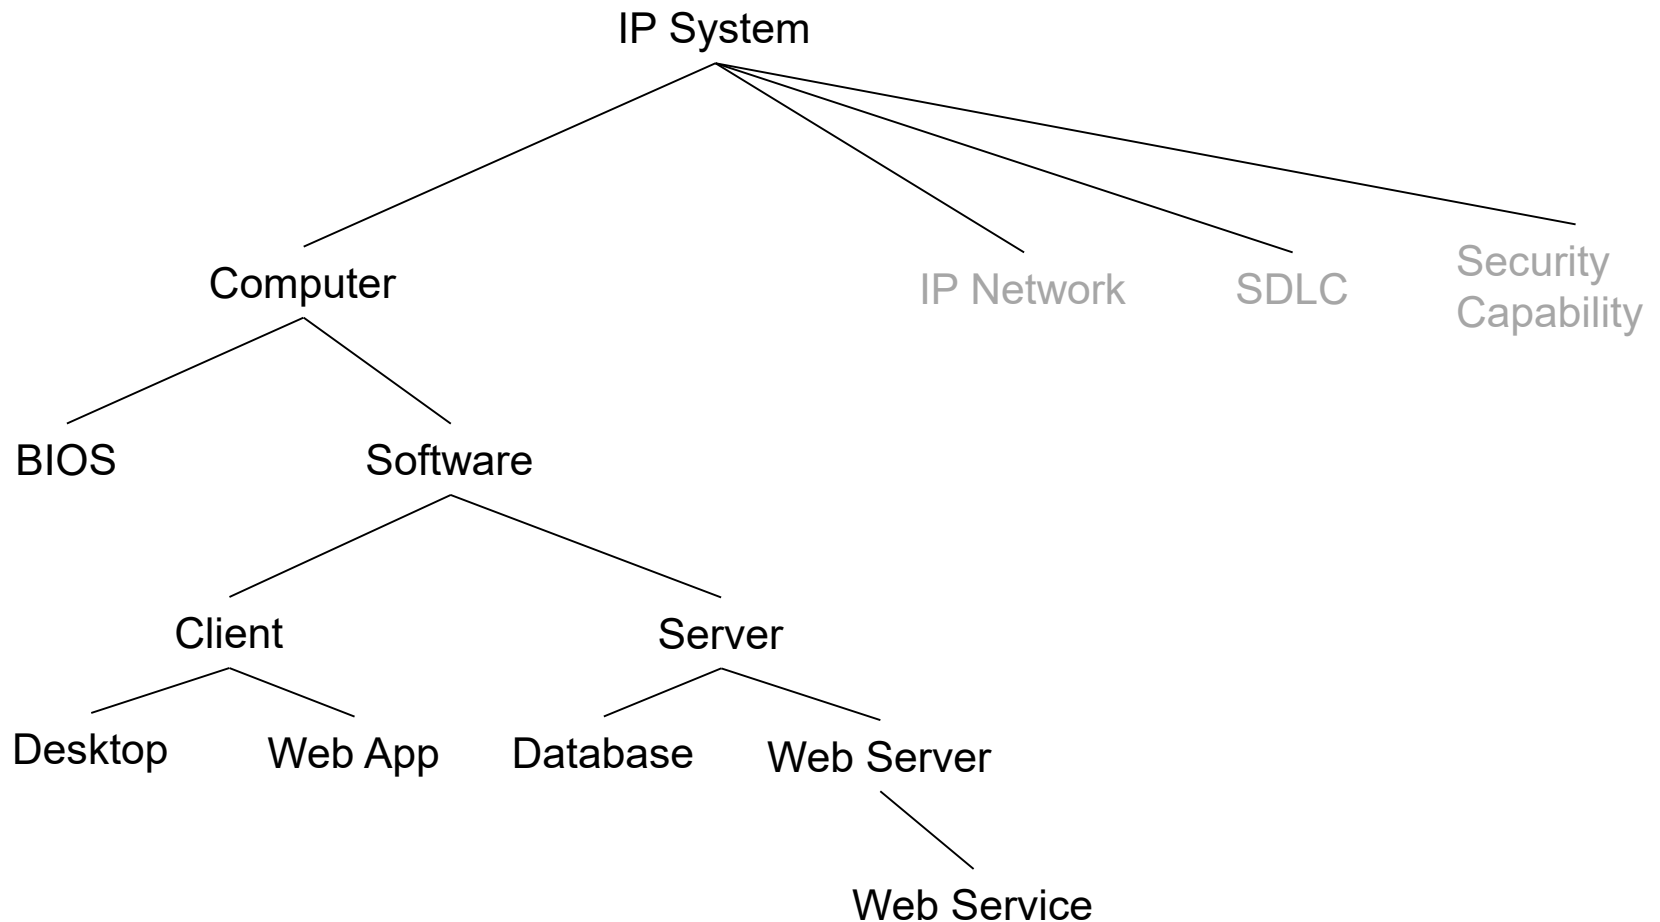 IP System
Computer
IP Network
SDLC
Security
Capability
BIOS
Software
Client
Server
Desktop
Web App
Database
Web Server
Web Service